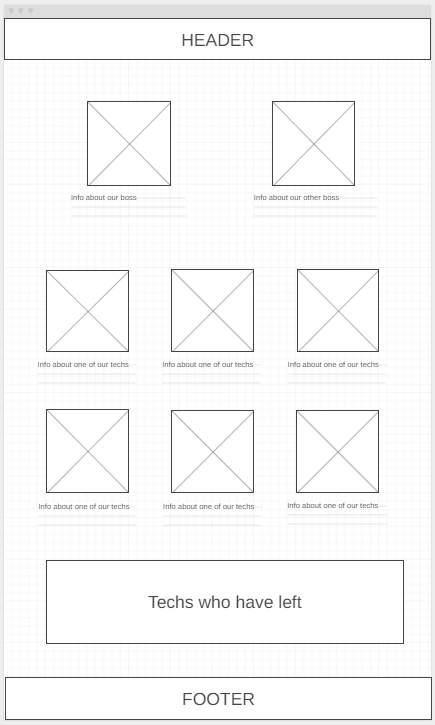 HEADER
Info about our boss
Info about our other boss
Info about one of our techs
Info about one of our techs
Info about one of our techs
Info about one of our techs
Info about one of our techs
Info about one of our techs
Techs who have left
FOOTER